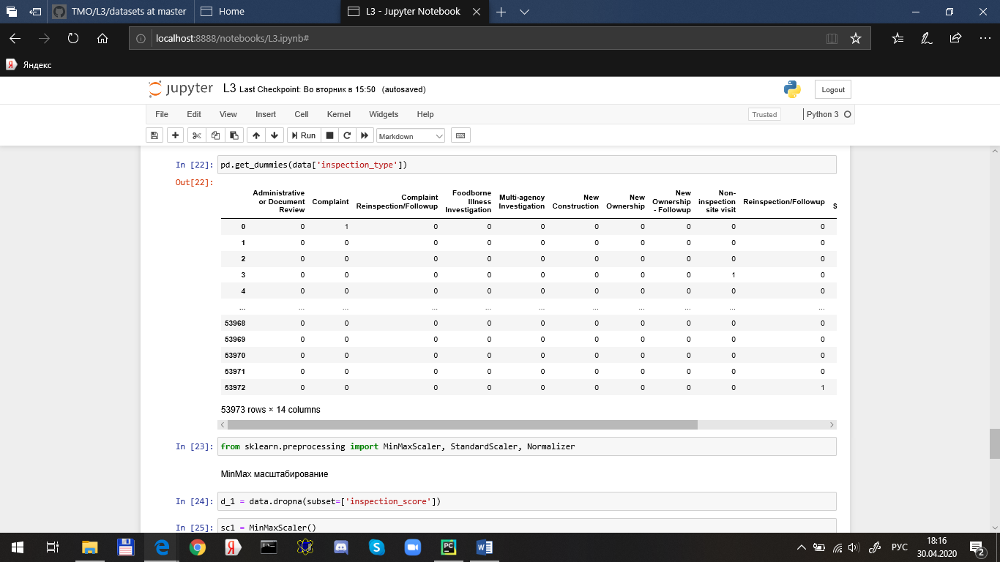 TMO/L3/datasets at master
Home
L3 - Jupyter Notebook
localhost:8888/notebooks/L3.ipynb#
Я Яндекс
jupyter L3 Last Checkpoint: Во вторник в 15:50 (autosaved)
Logout
File Edit View Insert Cell Kernel Widgets Help
Trusted
Python 3
Run
Markdown
In [22]: pd.get_dummies(data['inspection_type'])
Out[22]:
Administrative or Document Review Complaint Complaint Reinspection/Followup Foodborne Illness Investigation Multi-agency Investigation New Construction New Ownership New Ownership - Followup Non-inspection site visit Reinspection/Followup S
0 0 1 0 0 0 0 0 0 0 0
1 0 0 0 0 0 0 0 0 0 0
2 0 0 0 0 0 0 0 0 0 0
3 0 0 0 0 0 0 0 0 1 0
4 0 0 0 0 0 0 0 0 0 0
... ... ... ... ... ... ... ... ... ... ...
53968 0 0 0 0 0 0 0 0 0 0
53969 0 0 0 0 0 0 0 0 0 0
53970 0 0 0 0 0 0 0 0 0 0
53971 0 0 0 0 0 0 0 0 0 0
53972 0 0 0 0 0 0 0 0 0 1
53973 rows × 14 columns
In [23]: from sklearn.preprocessing import MinMaxScaler, StandardScaler, Normalizer
MinMax масштабирование
In [24]: d_1 = data.dropna(subset=['inspection_score'])
In [25]: sc1 = MinMaxScaler()
РУС
18:16
30.04.2020
2